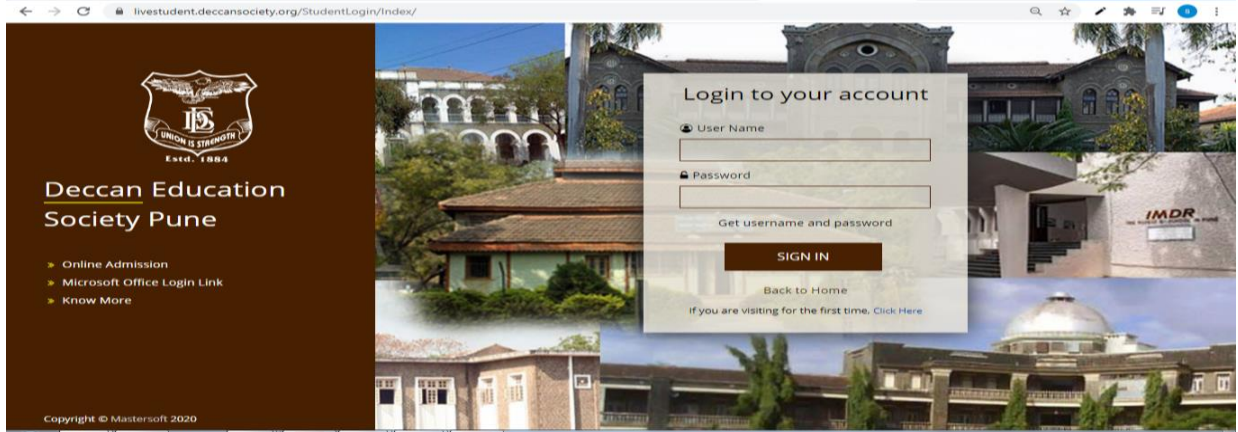 livestudent.deccansociety.org/StudentLogin/Index/
UNION IS STRENGTH
Estd. 1884
Deccan Education
Society Pune
» Online Admission
» Microsoft Office Login Link
» Know More
Copyright © Mastersoft 2020
Login to your account
User Name
Password
Get username and password
SIGN IN
Back to Home
If you are visiting for the first time, Click Here
IMDR